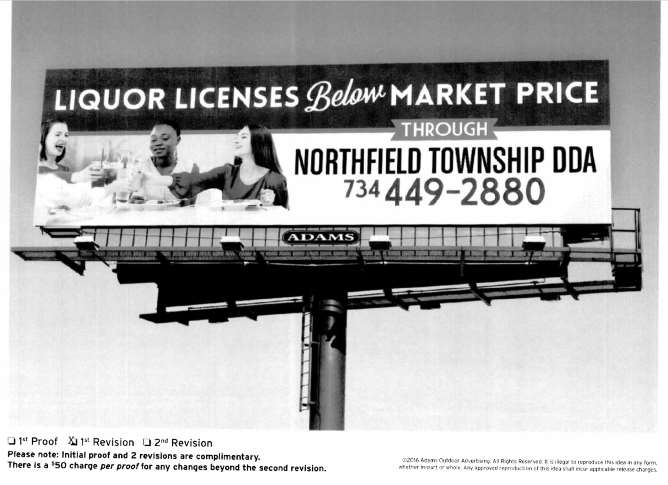 LIQUOR LICENSES Below MARKET PRICE
THROUGH
NORTHFIELD TOWNSHIP DDA
734 449-2880
ADAMS
1st Proof 1st Revision 2nd Revision
Please note: Initial proof and 2 revisions are complimentary.
There is a $50 charge per proof for any changes beyond the second revision.
©2016 Adams Outdoor Advertising. All Rights Reserved. It is illegal to reproduce this idea in any form,
whether in part or whole. Any approved reproduction of this idea shall incur applicable release charges.